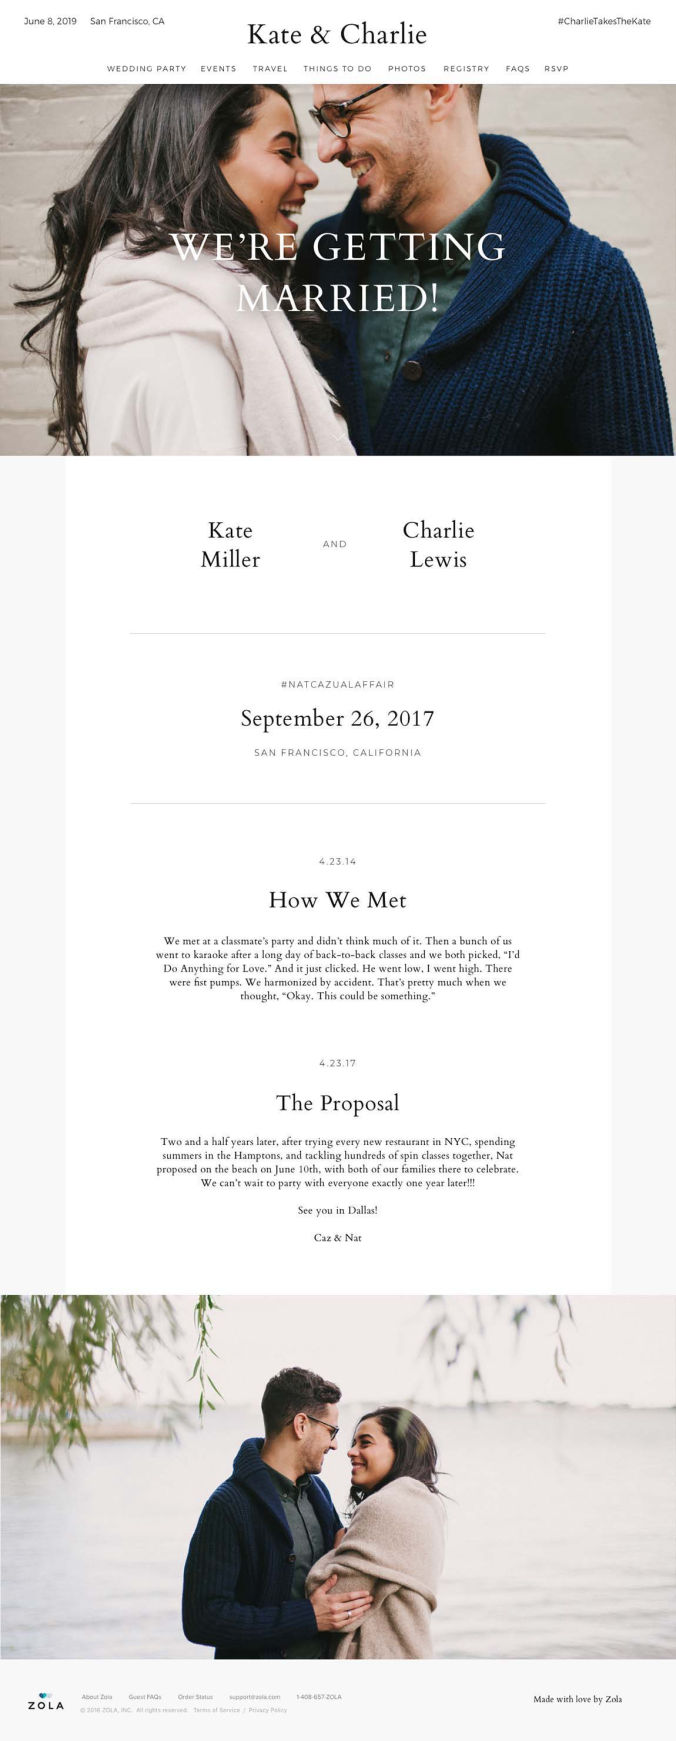 June 8, 2019 San Francisco, CA
Kate & Charlie
#CharlieTakesTheKate
WEDDING PARTY EVENTS TRAVEL THINGS TO DO PHOTOS REGISTRY FAQS RSVP
WE’RE GETTING
MARRIED!
Kate
Miller
AND
Charlie
Lewis
#NATCAZUALAFFAIR
September 26, 2017
SAN FRANCISCO, CALIFORNIA
4.23.14
How We Met
We met at a classmate’s party and didn’t think much of it. Then a bunch of us
went to karaoke after a long day of back-to-back classes and we both picked, “I’d
Do Anything for Love.” And it just clicked. He went low, I went high. There
were fist pumps. We harmonized by accident. That’s pretty much when we
thought, “Okay. This could be something.”
4.23.17
The Proposal
Two and a half years later, after trying every new restaurant in NYC, spending
summers in the Hamptons, and tackling hundreds of spin classes together, Nat
proposed on the beach on June 10th, with both of our families there to celebrate.
We can’t wait to party with everyone exactly one year later!!!
See you in Dallas!
Caz & Nat
ZOLA
About Zola Guest FAQs Order Status support@zola.com 1-408-657-ZOLA
© 2016 ZOLA, INC. All rights reserved. Terms of Service / Privacy Policy
Made with love by Zola